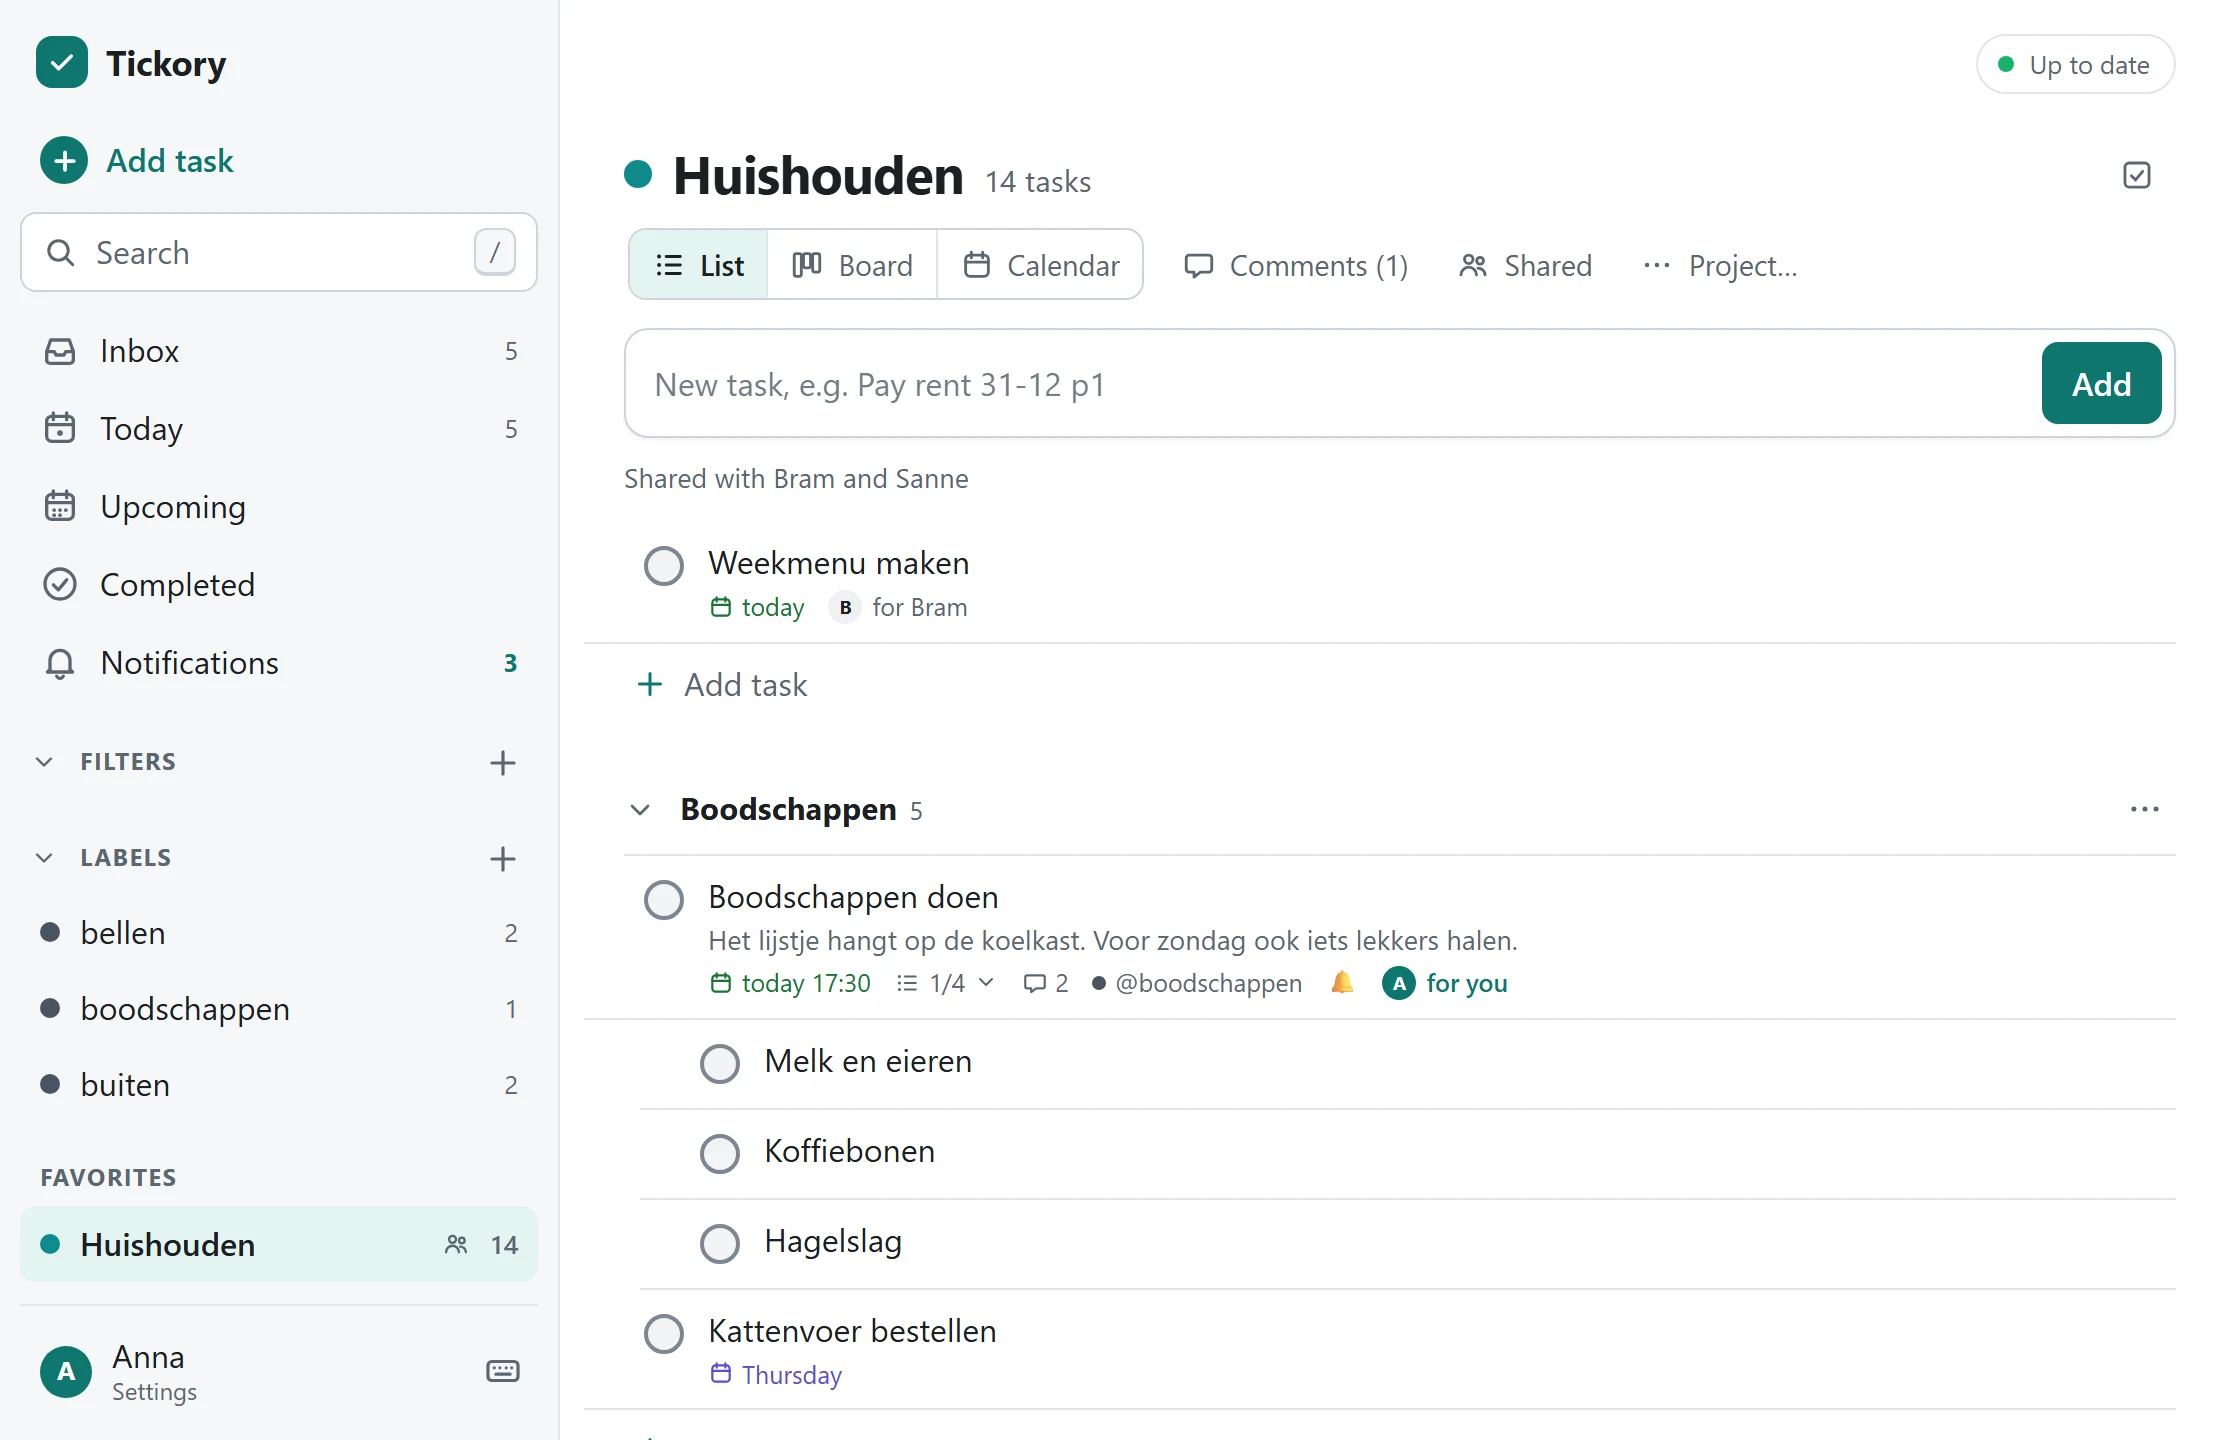 Tickory
Add task
Search /
Inbox 5
Today 5
Upcoming
Completed
Notifications 3
FILTERS
LABELS
bellen 2
boodschappen 1
buiten 2
FAVORITES
Huishouden 14
A Anna
Settings
Up to date
Huishouden 14 tasks
List Board Calendar Comments (1) Shared Project...
New task, e.g. Pay rent 31-12 p1 Add
Shared with Bram and Sanne
Weekmenu maken
today B for Bram
Add task
Boodschappen 5
Boodschappen doen
Het lijstje hangt op de koelkast. Voor zondag ook iets lekkers halen.
today 17:30 1/4 2 @boodschappen A for you
Melk en eieren
Koffiebonen
Hagelslag
Kattenvoer bestellen
Thursday